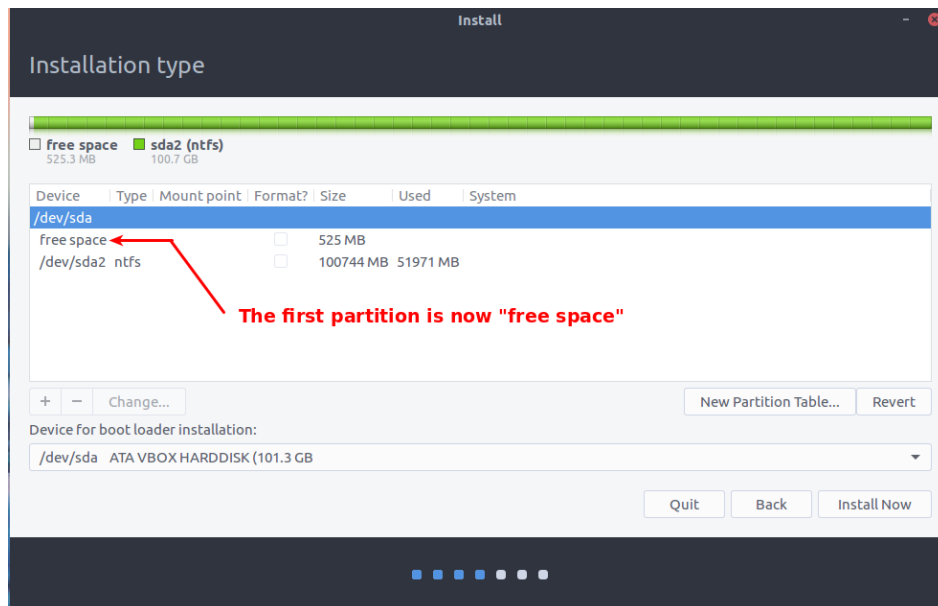 Install
Installation type
free space sda2 (ntfs)
525.3 MB 100.7 GB
Device Type Mount point Format? Size Used System
/dev/sda
free space 525 MB
/dev/sda2 ntfs 100744 MB 51971 MB
The first partition is now "free space"
+ − Change... New Partition Table... Revert
Device for boot loader installation:
/dev/sda ATA VBOX HARDDISK (101.3 GB
Quit Back Install Now